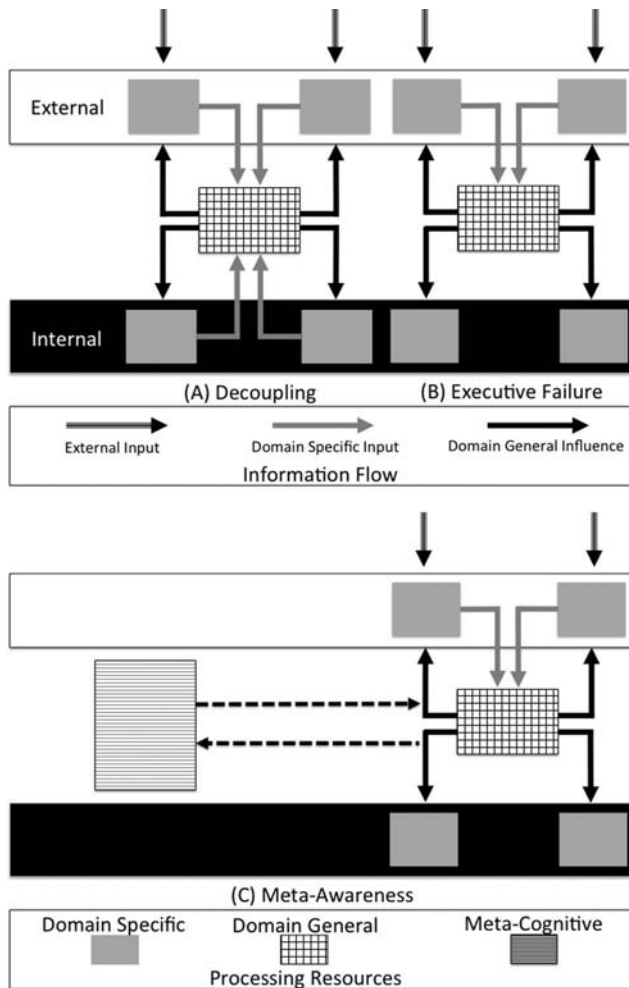 External
Internal
(A) Decoupling
(B) Executive Failure
External Input
Domain Specific Input
Domain General Influence
Information Flow
(C) Meta-Awareness
Domain Specific
Domain General
Meta-Cognitive
Processing Resources